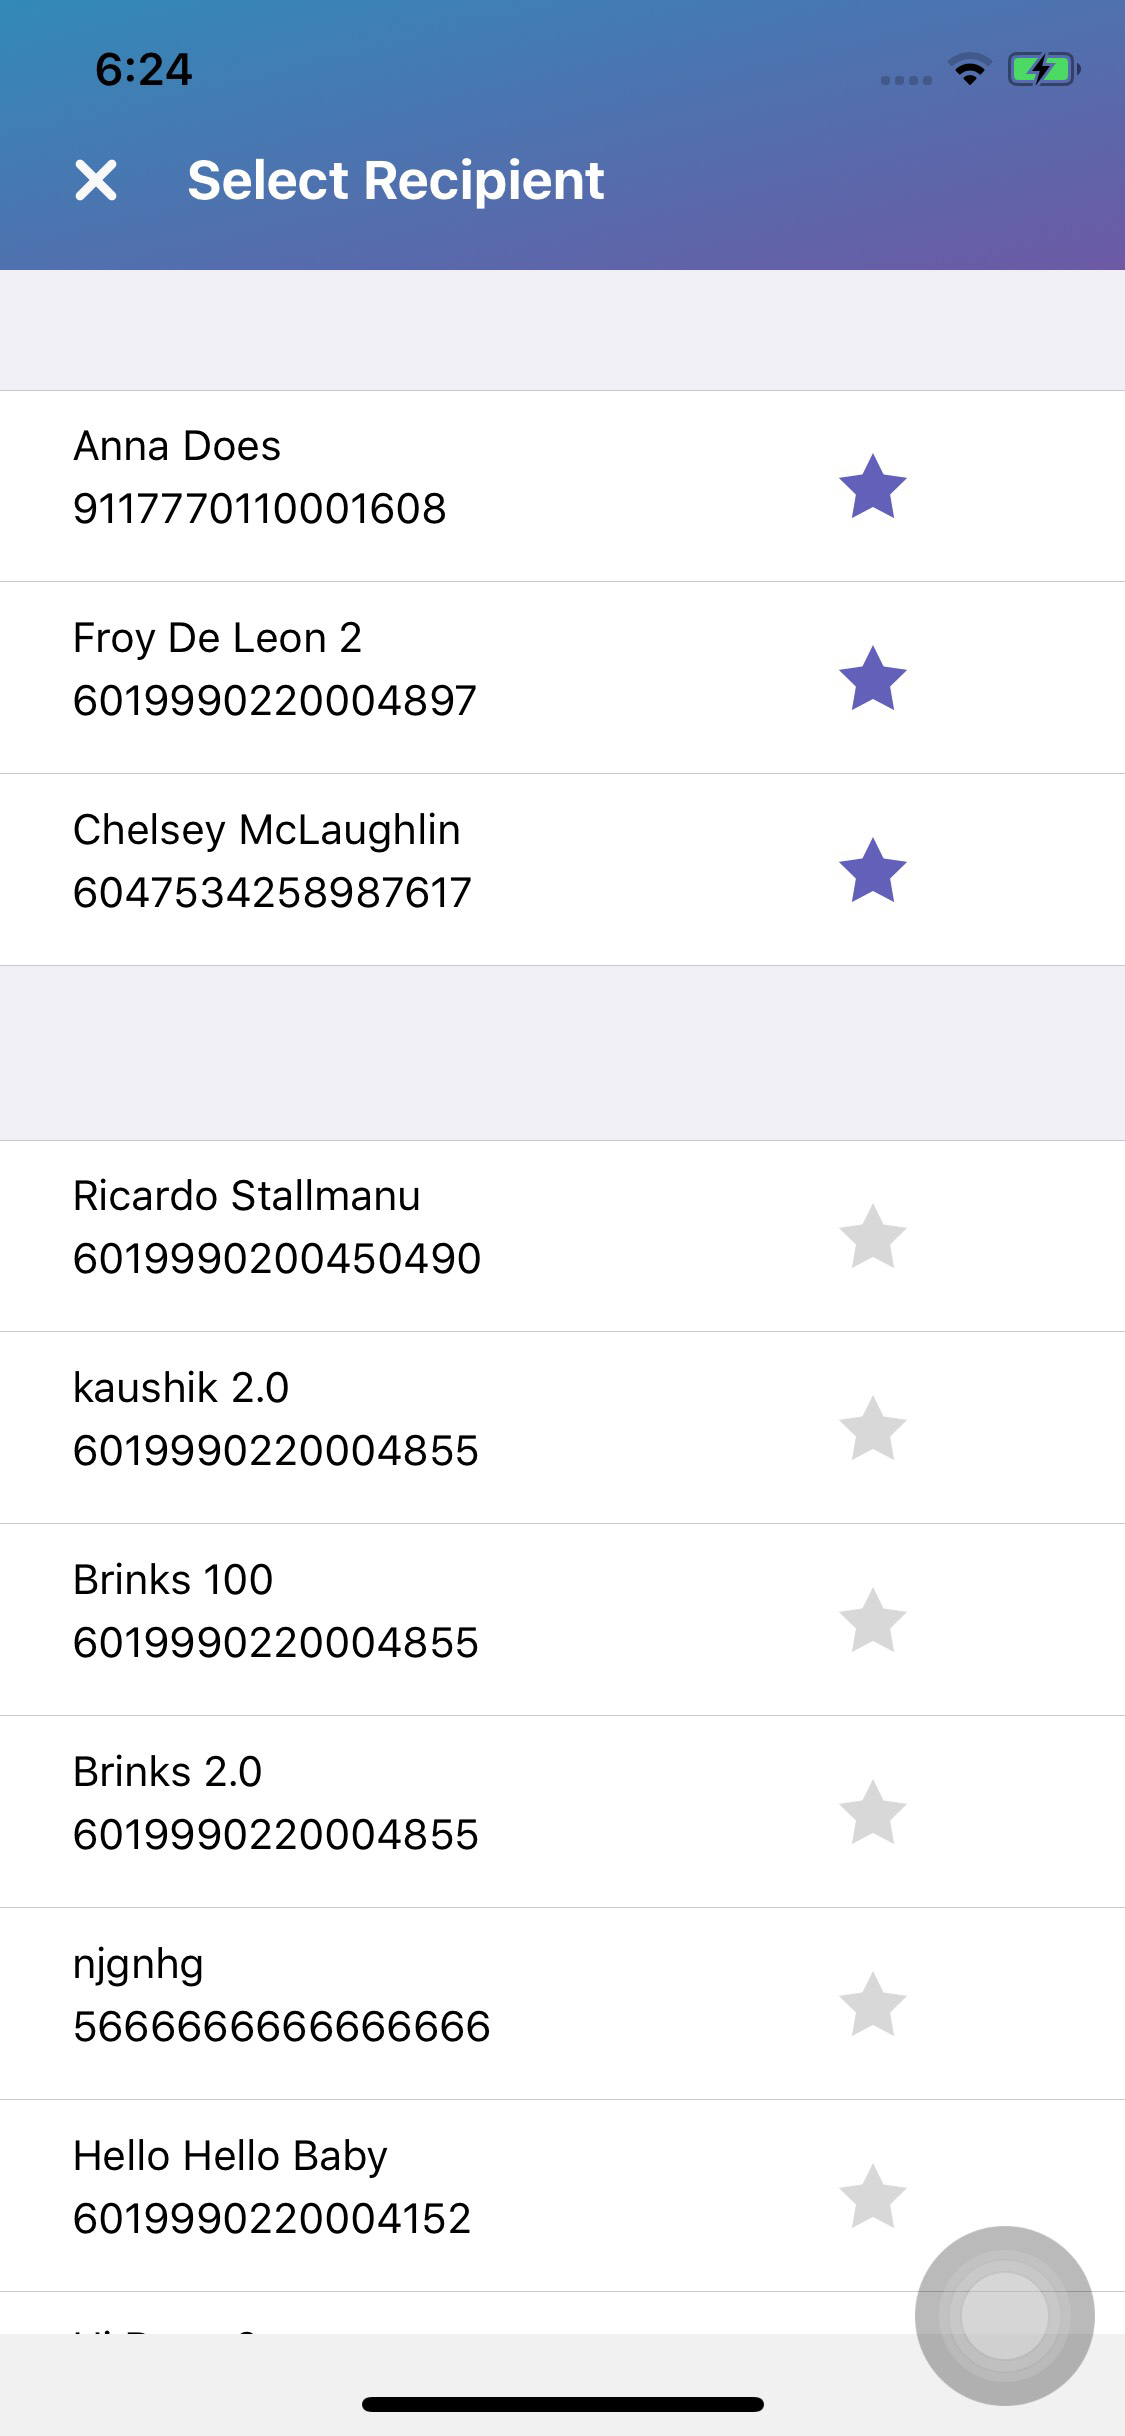 6:24
Select Recipient
Anna Does
9117770110001608
Froy De Leon 2
6019990220004897
Chelsey McLaughlin
6047534258987617
Ricardo Stallmanu
6019990200450490
kaushik 2.0
6019990220004855
Brinks 100
6019990220004855
Brinks 2.0
6019990220004855
njgnhg
5666666666666666
Hello Hello Baby
6019990220004152